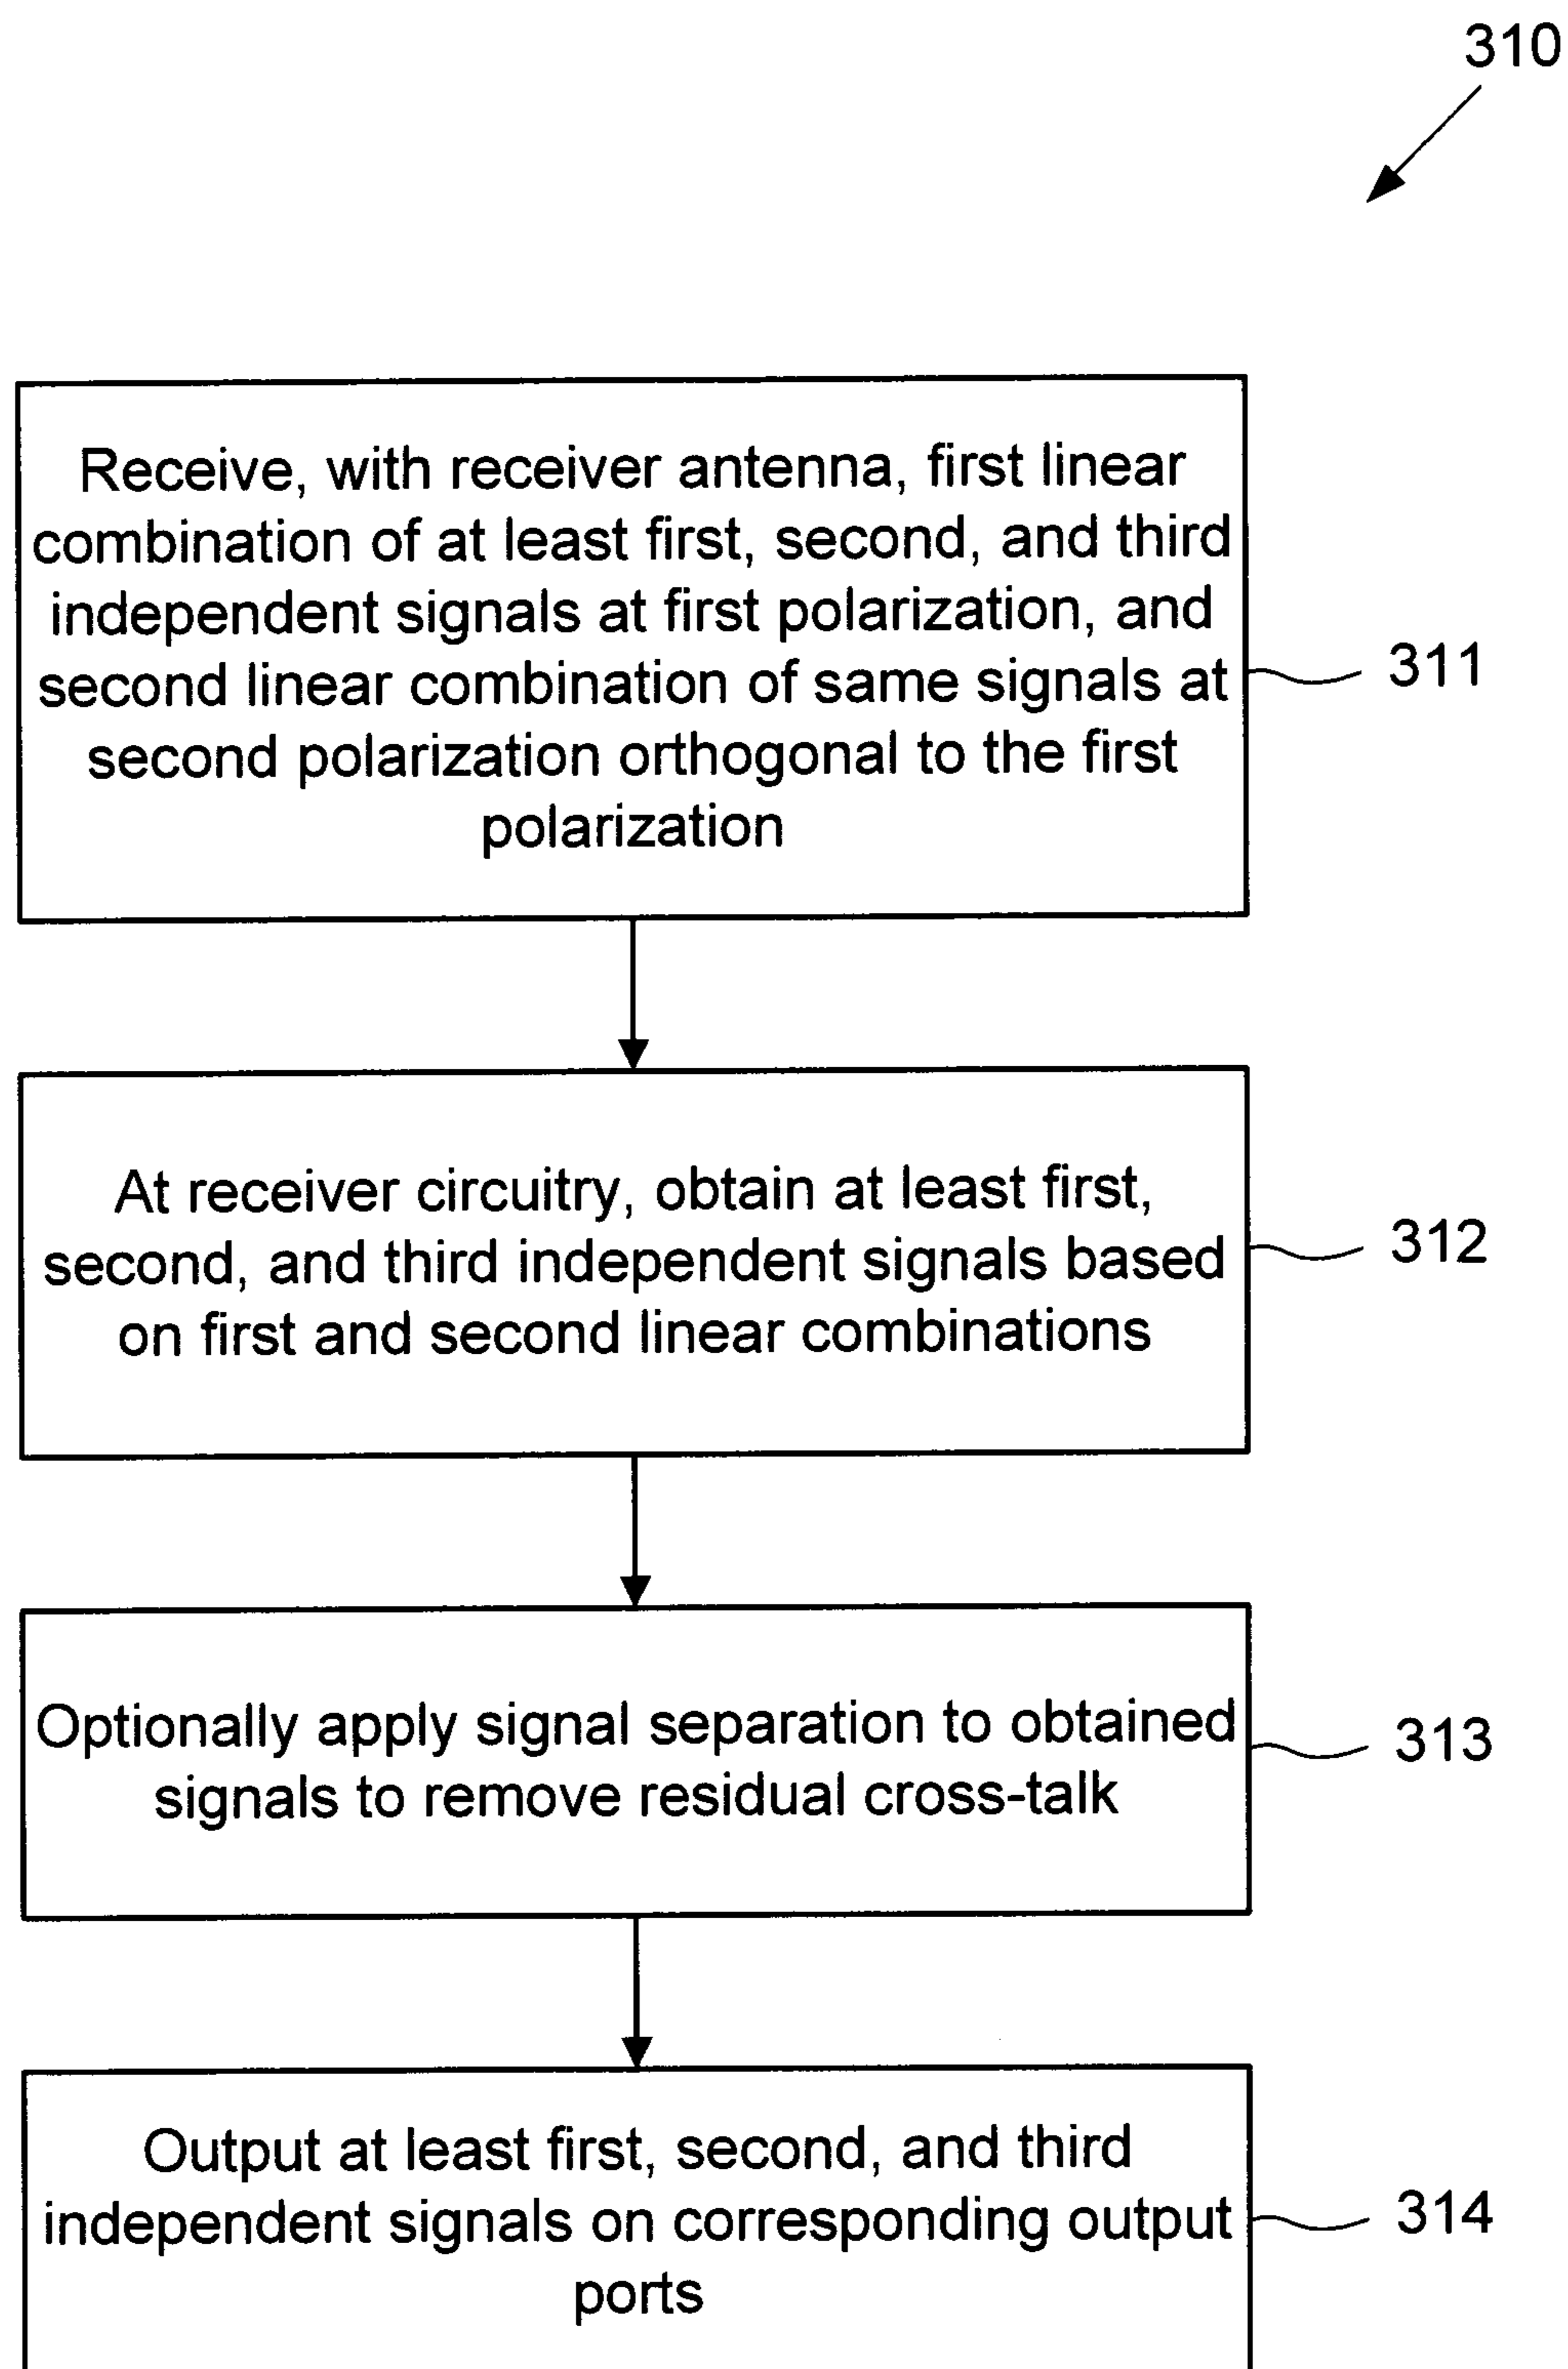 310
Receive, with receiver antenna, first linear
combination of at least first, second, and third
independent signals at first polarization, and
second linear combination of same signals at
second polarization orthogonal to the first
polarization
311
At receiver circuitry, obtain at least first,
second, and third independent signals based
on first and second linear combinations
312
Optionally apply signal separation to obtained
signals to remove residual cross-talk
313
Output at least first, second, and third
independent signals on corresponding output
ports
314